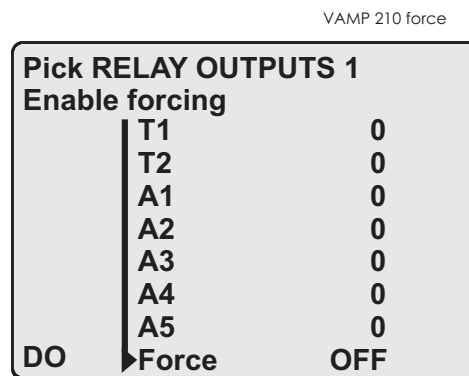 VAMP 210 force
Pick RELAY OUTPUTS 1
Enable forcing
T1 0
T2 0
A1 0
A2 0
A3 0
A4 0
A5 0
DO Force OFF